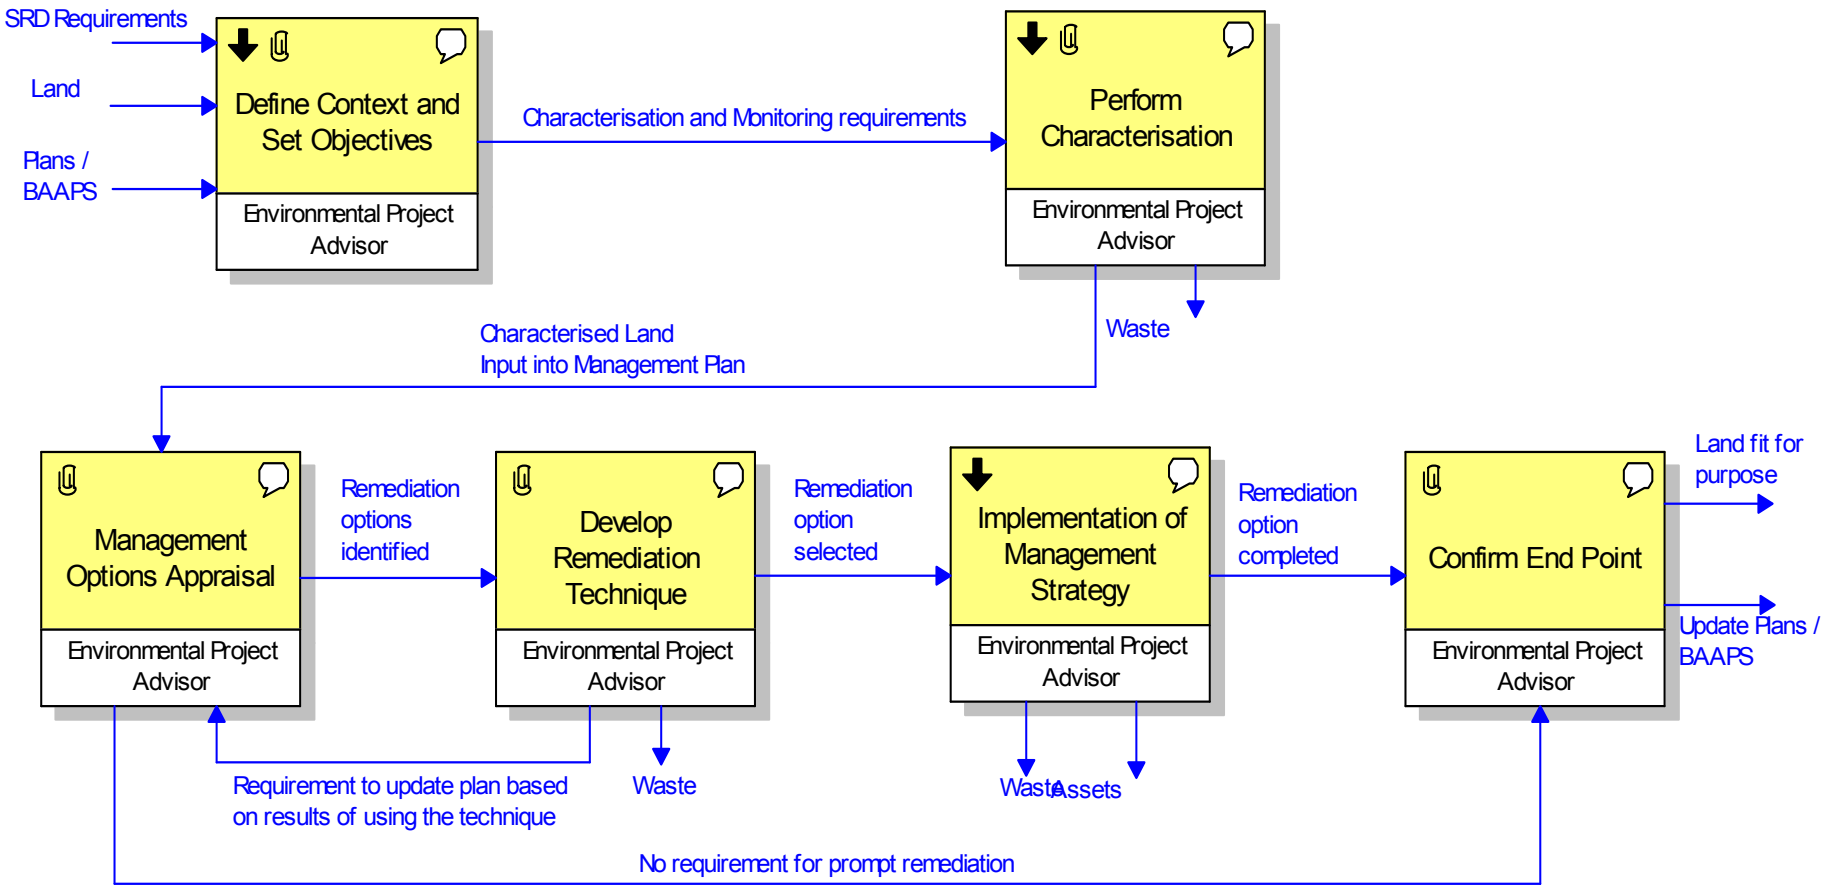 SRD Requirements
Land
Plans /
BAAPS
Define Context and
Set Objectives
Environmental Project
Advisor
Characterisation and Monitoring requirements
Perform
Characterisation
Environmental Project
Advisor
Waste
Characterised Land
Input into Management Plan
Management
Options Appraisal
Environmental Project
Advisor
Remediation
options
identified
Develop
Remediation
Technique
Environmental Project
Advisor
Remediation
option
selected
Implementation of
Management
Strategy
Environmental Project
Advisor
Remediation
option
completed
Confirm End Point
Environmental Project
Advisor
Land fit for
purpose
Update Plans /
BAAPS
Requirement to update plan based
on results of using the technique
Waste
Waste
Assets
No requirement for prompt remediation